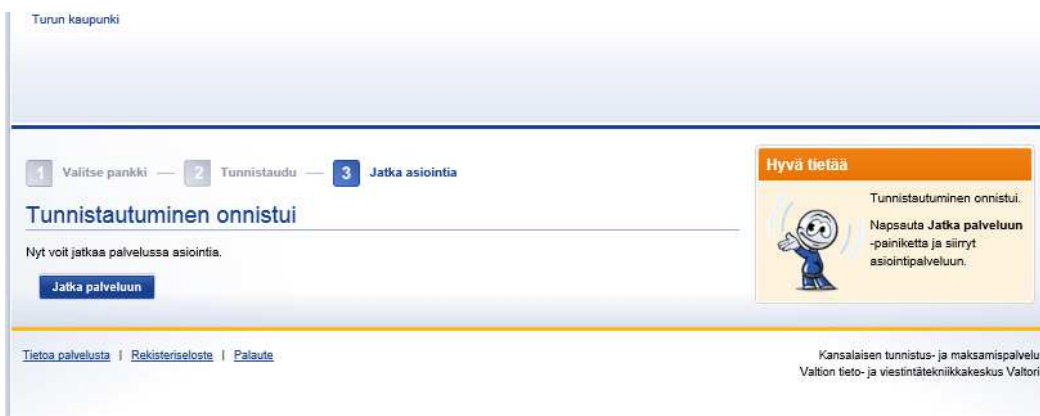 Turun kaupunki
1 Valitse pankki — 2 Tunnistaudu — 3 Jatka asiointia
Tunnistautuminen onnistui
Nyt voit jatkaa palvelussa asiointia.
Jatka palveluun
Hyvä tietää
Tunnistautuminen onnistui.
Napsauta Jatka palveluun
-painiketta ja siirryt
asiointipalveluun.
Tietoa palvelusta | Rekisteriseloste | Palaute
Kansalaisen tunnistus- ja maksamispalvelu
Valtion tieto- ja viestintätekniikkakeskus Valtori